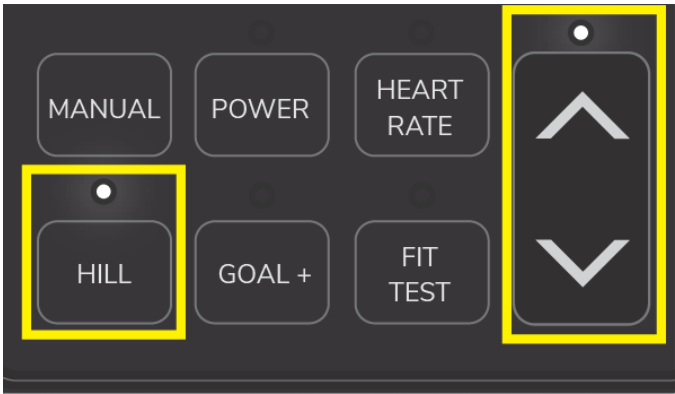 MANUAL
POWER
HEART
RATE
HILL
GOAL +
FIT
TEST